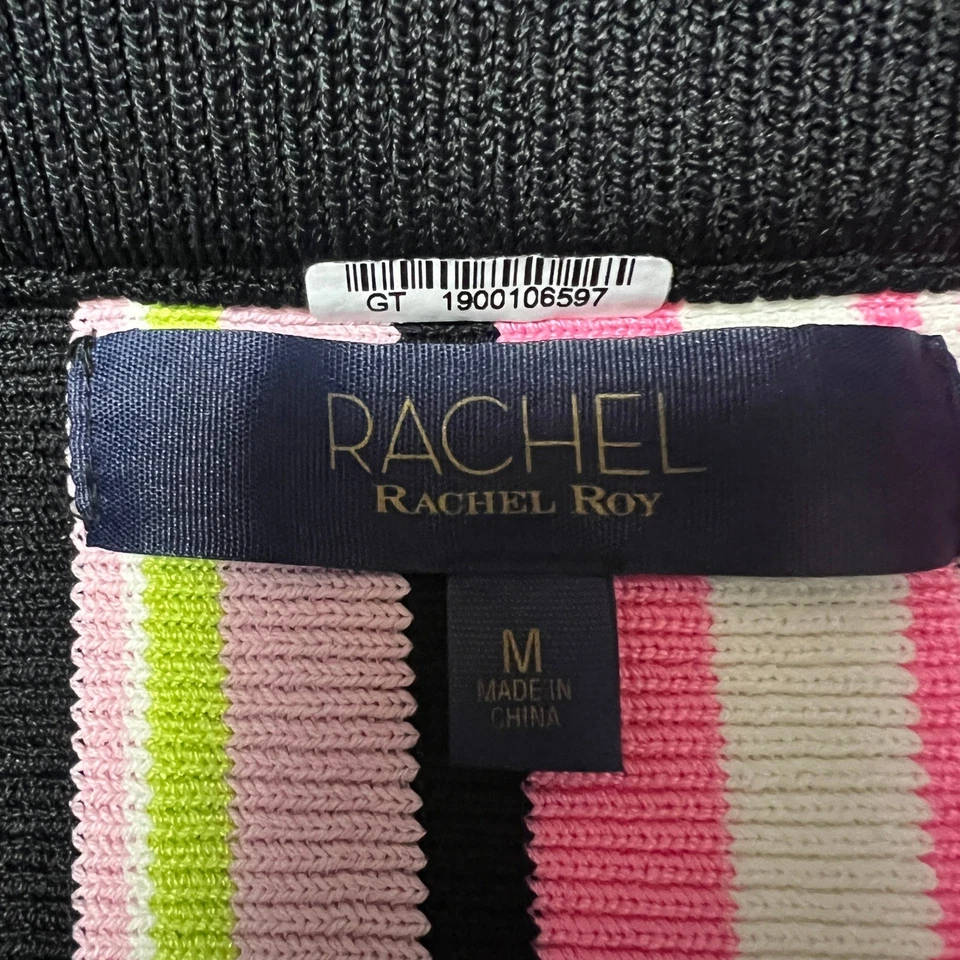 GT 1900106597
RACHEL
RACHEL ROY
M
MADE IN
CHINA